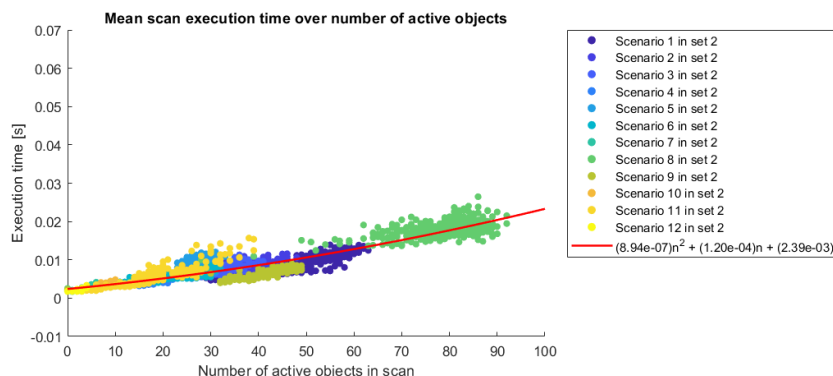 Mean scan execution time over number of active objects
0.07
0.06
0.05
0.04
0.03
0.02
0.01
0
-0.01
Execution time [s]
0
10
20
30
40
50
60
70
80
90
100
Number of active objects in scan
Scenario 1 in set 2
Scenario 2 in set 2
Scenario 3 in set 2
Scenario 4 in set 2
Scenario 5 in set 2
Scenario 6 in set 2
Scenario 7 in set 2
Scenario 8 in set 2
Scenario 9 in set 2
Scenario 10 in set 2
Scenario 11 in set 2
Scenario 12 in set 2
(8.94e-07)n² + (1.20e-04)n + (2.39e-03)